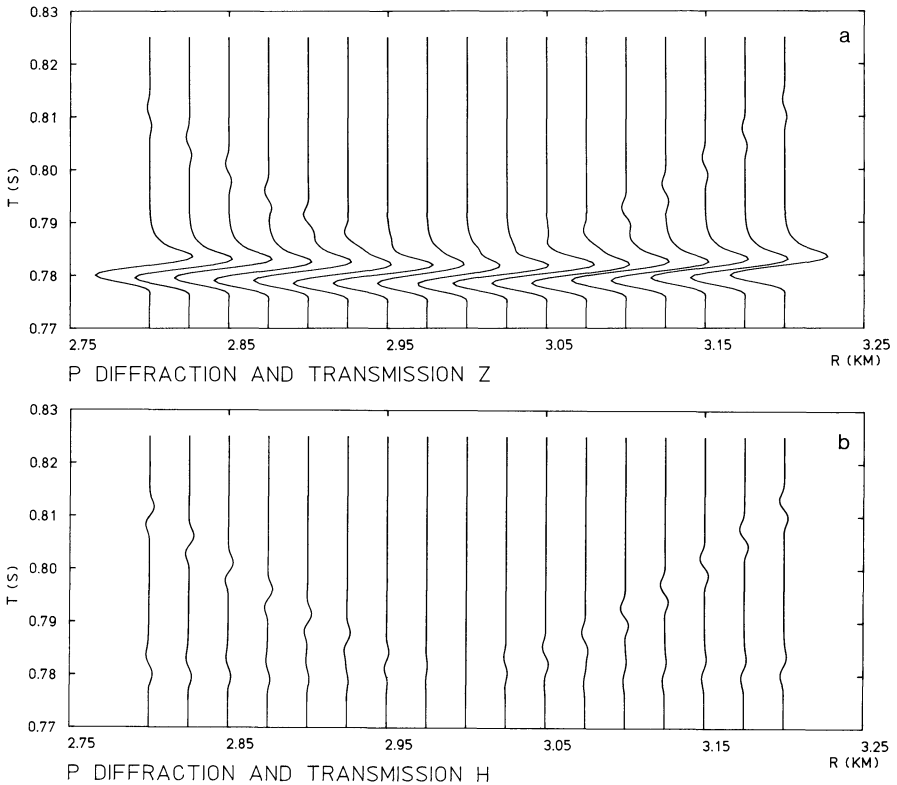 0.83
a
0.82
0.81
0.80
T (S)
0.79
0.78
0.77
2.75 2.85 2.95 3.05 3.15 3.25
R (KM)
P DIFFRACTION AND TRANSMISSION Z
0.83
b
0.82
0.81
0.80
T (S)
0.79
0.78
0.77
2.75 2.85 2.95 3.05 3.15 3.25
R (KM)
P DIFFRACTION AND TRANSMISSION H